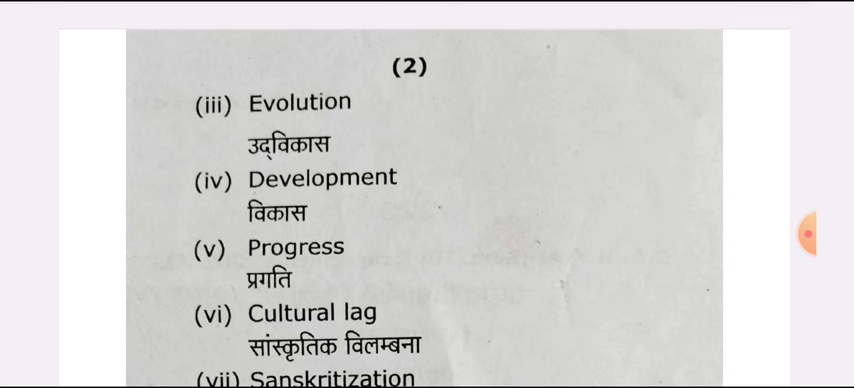 (2)
(iii) Evolution
उद्विकास
(iv) Development
विकास
(v) Progress
प्रगति
(vi) Cultural lag
सांस्कृतिक विलम्बना
(vii) Sanskritization